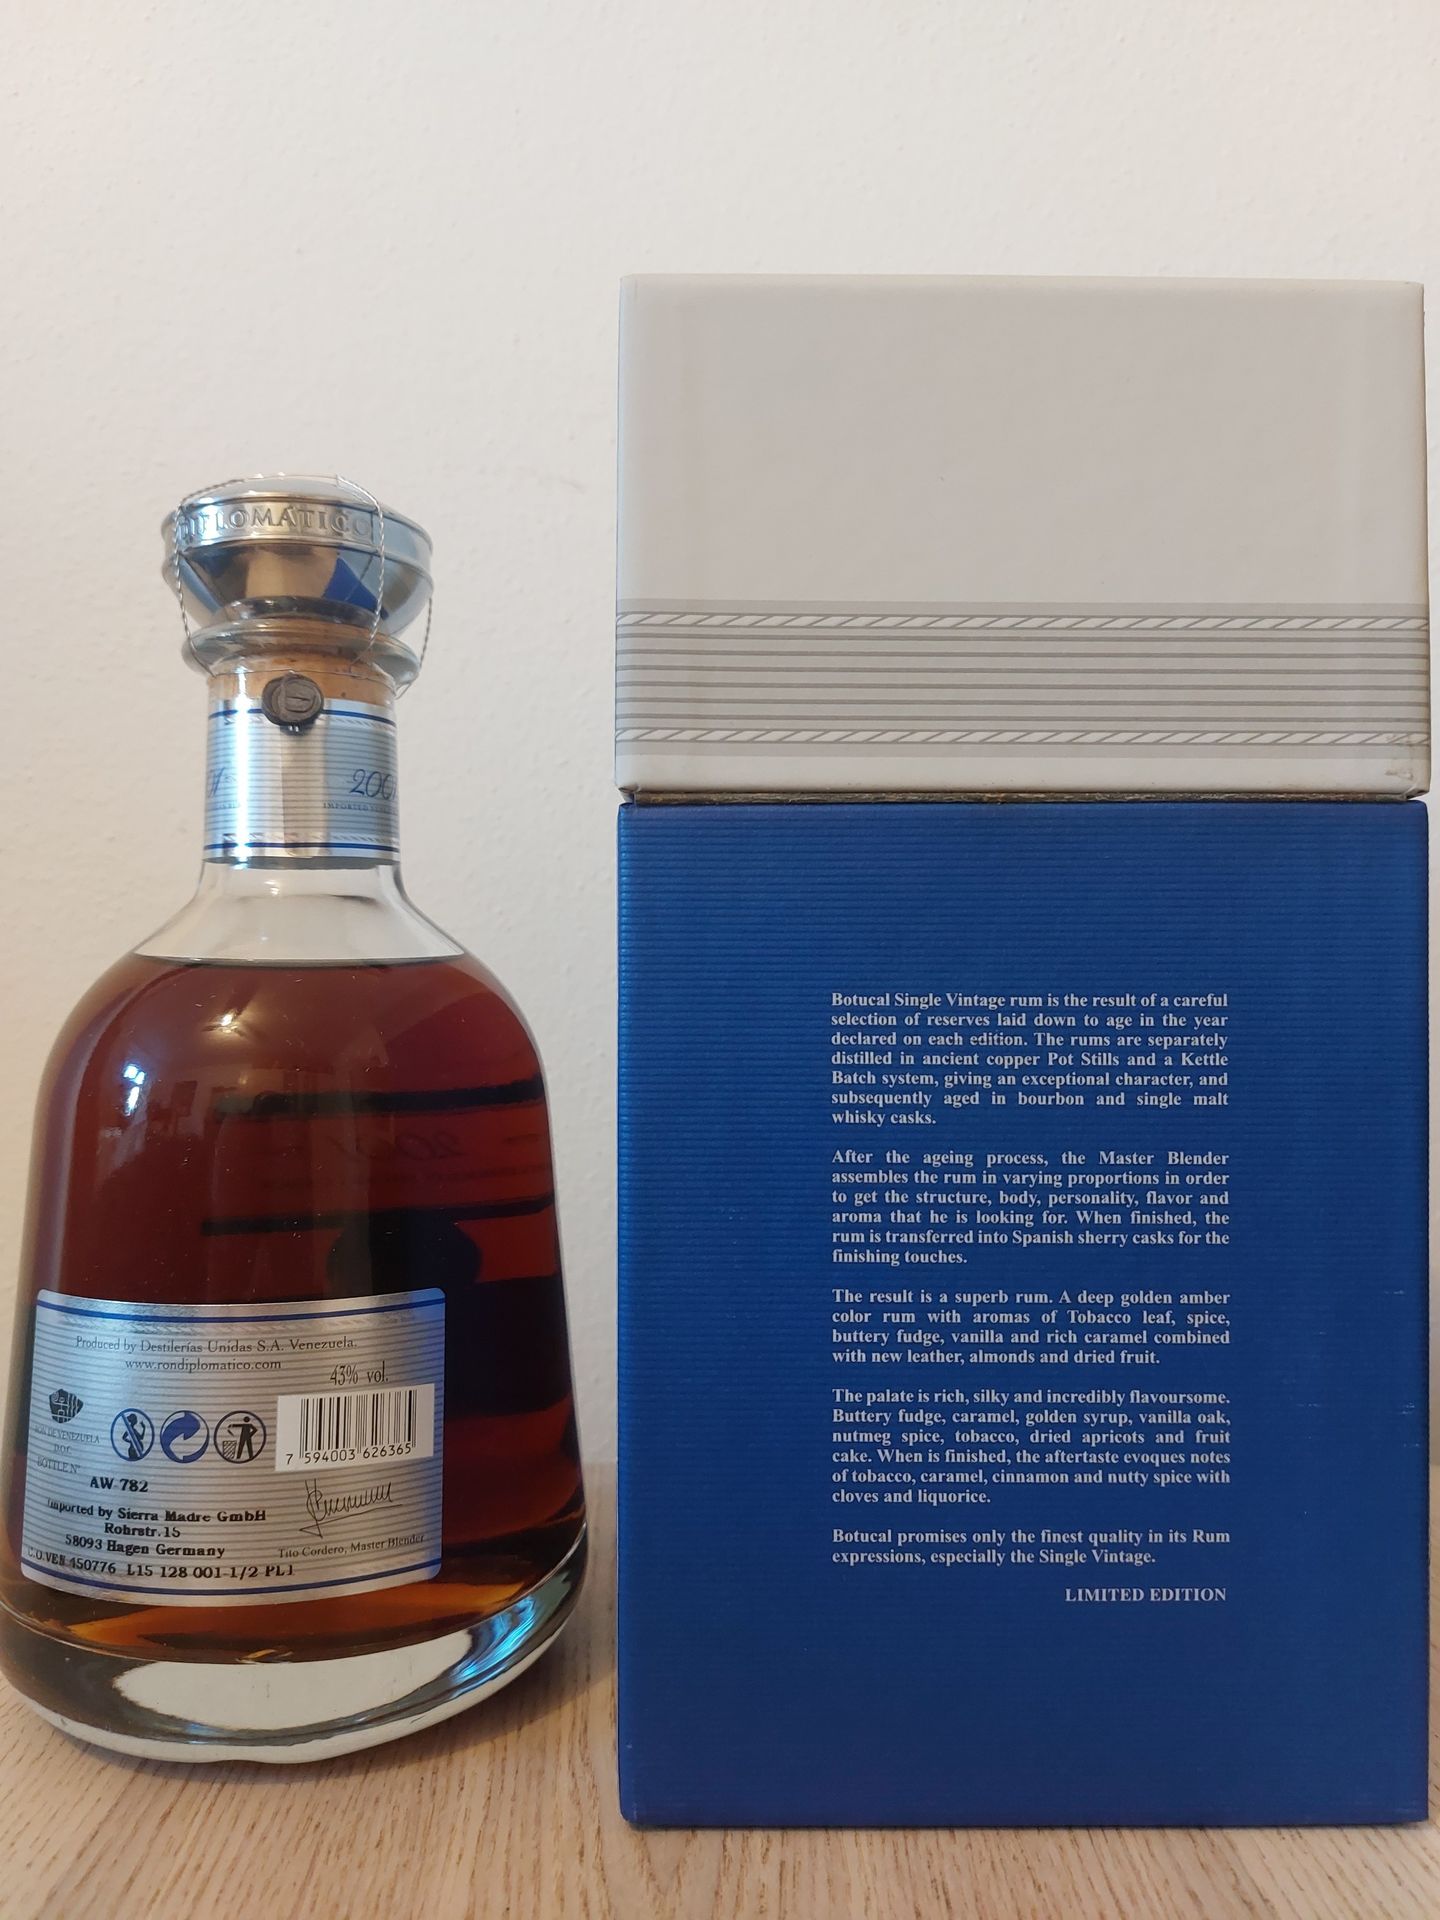 DIPLOMÁTICO
200
IMPORTED
Produced by Destilerías Unidas S.A. Venezuela.
www.rondiplomatico.com
43% vol.
RON DE VENEZUELA
D.O.C.
BOTTLE Nº
AW 782
7 594003 626365
Imported by Sierra Madre GmbH
Rohrstr.15
58093 Hagen Germany
Tito Cordero, Master Blender
C.O.VEN 150776 L15 128 001-1/2 PL1
Botucal Single Vintage rum is the result of a careful
selection of reserves laid down to age in the year
declared on each edition. The rums are separately
distilled in ancient copper Pot Stills and a Kettle
Batch system, giving an exceptional character, and
subsequently aged in bourbon and single malt
whisky casks.
After the ageing process, the Master Blender
assembles the rum in varying proportions in order
to get the structure, body, personality, flavor and
aroma that he is looking for. When finished, the
rum is transferred into Spanish sherry casks for the
finishing touches.
The result is a superb rum. A deep golden amber
color rum with aromas of Tobacco leaf, spice,
buttery fudge, vanilla and rich caramel combined
with new leather, almonds and dried fruit.
The palate is rich, silky and incredibly flavoursome.
Buttery fudge, caramel, golden syrup, vanilla oak,
nutmeg spice, tobacco, dried apricots and fruit
cake. When is finished, the aftertaste evoques notes
of tobacco, caramel, cinnamon and nutty spice with
cloves and liquorice.
Botucal promises only the finest quality in its Rum
expressions, especially the Single Vintage.
LIMITED EDITION